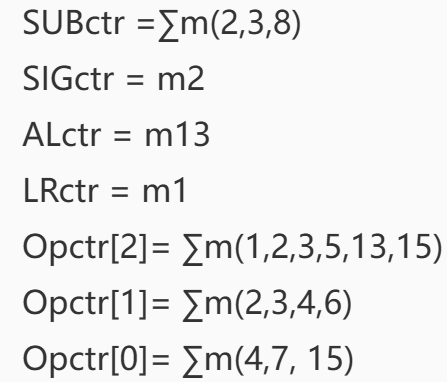 SUBctr =∑m(2,3,8)
SIGctr = m2
ALctr = m13
LRctr = m1
Opctr[2]= ∑m(1,2,3,5,13,15)
Opctr[1]= ∑m(2,3,4,6)
Opctr[0]= ∑m(4,7, 15)